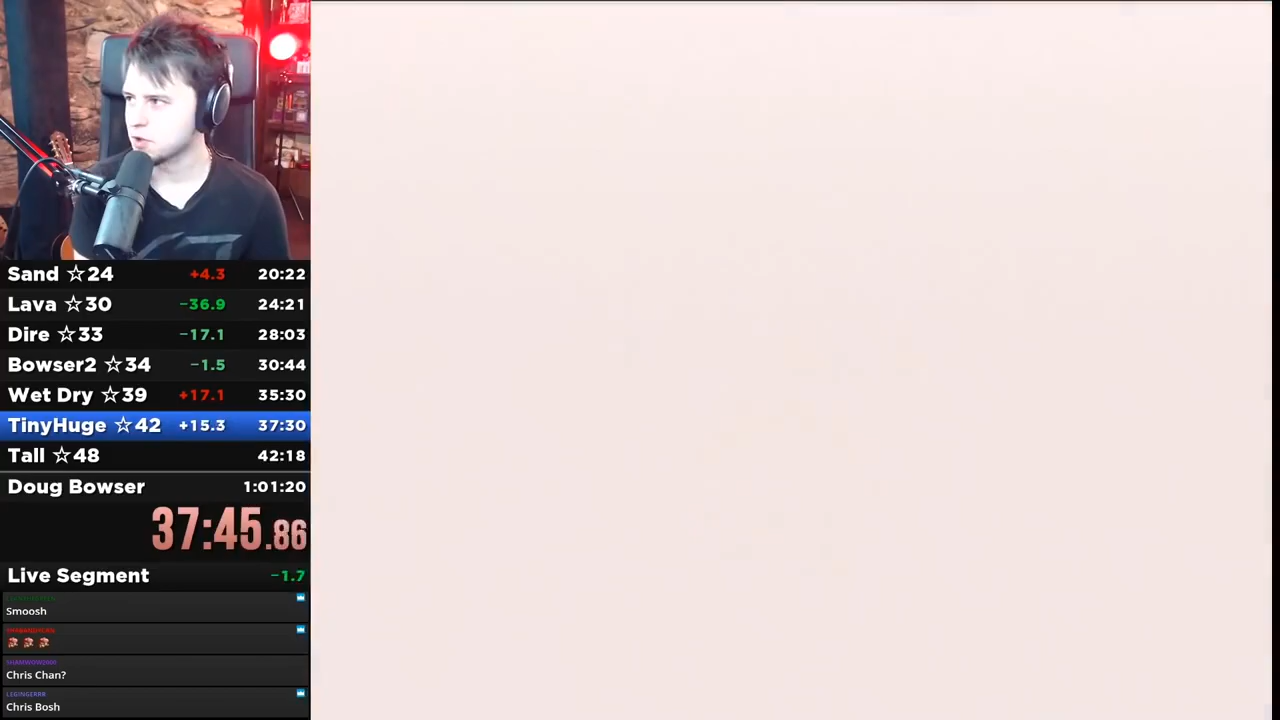 Sand ☆24 +4.3 20:22
Lava ☆30 −36.9 24:21
Dire ☆33 −17.1 28:03
Bowser2 ☆34 −1.5 30:44
Wet Dry ☆39 +17.1 35:30
TinyHuge ☆42 +15.3 37:30
Tall ☆48 42:18
Doug Bowser 1:01:20
37:45.86
Live Segment −1.7
Smoosh
Chris Chan?
LEGINGERRR
Chris Bosh